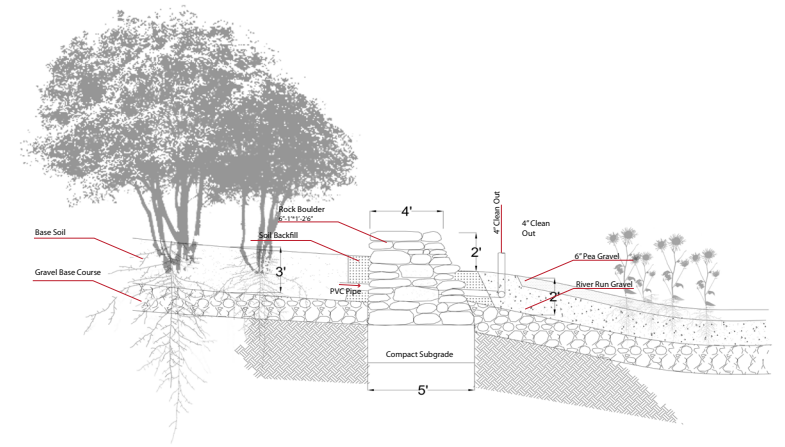 4'
4" Clean Out
4" Clean
Out
Rock Boulder
6"-1'*1'-2'6"
Base Soil
Soil Backfill
2'
6" Pea Gravel
Gravel Base Course
3'
PVC Pipe
River Run Gravel
2'
Compact Subgrade
5'